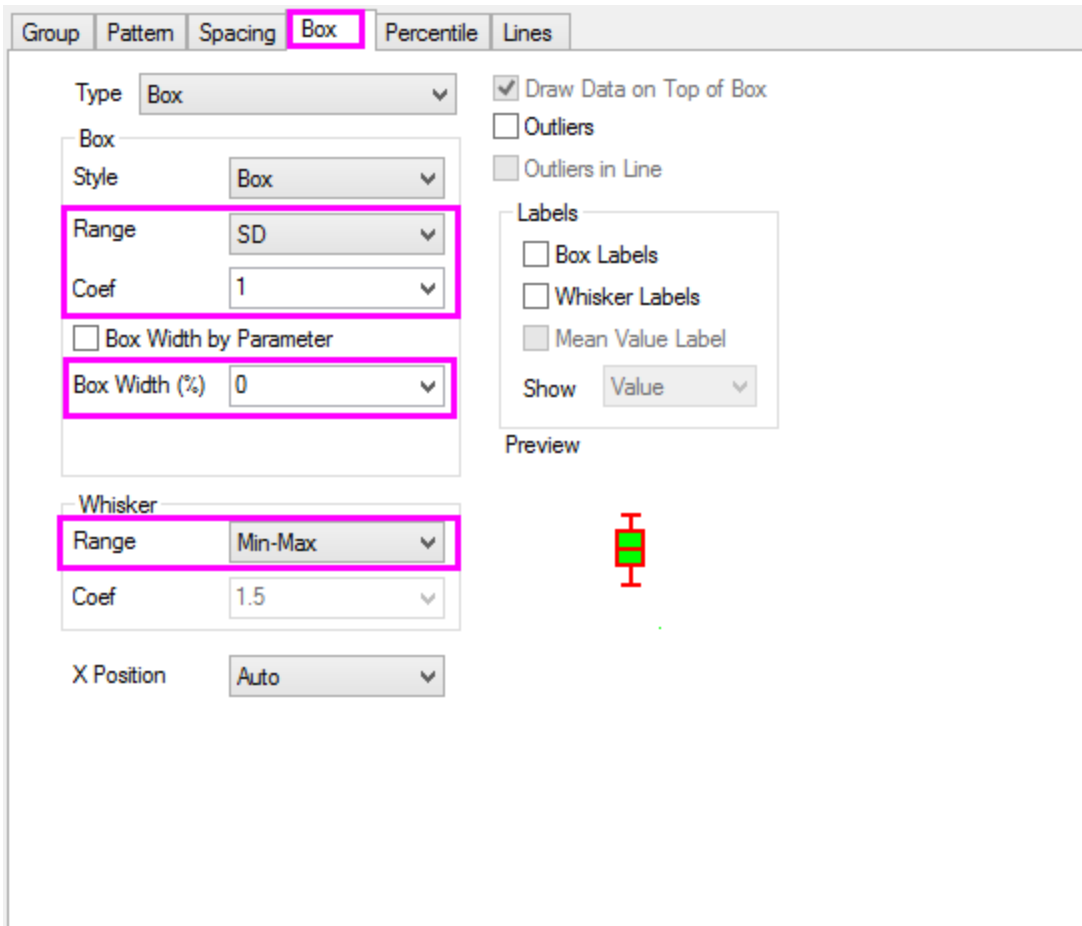 Group Pattern Spacing Box Percentile Lines
Type Box
Box
Style Box
Range SD
Coef 1
Box Width by Parameter
Box Width (%) 0
Whisker
Range Min-Max
Coef 1.5
X Position Auto
Draw Data on Top of Box
Outliers
Outliers in Line
Labels
Box Labels
Whisker Labels
Mean Value Label
Show Value
Preview